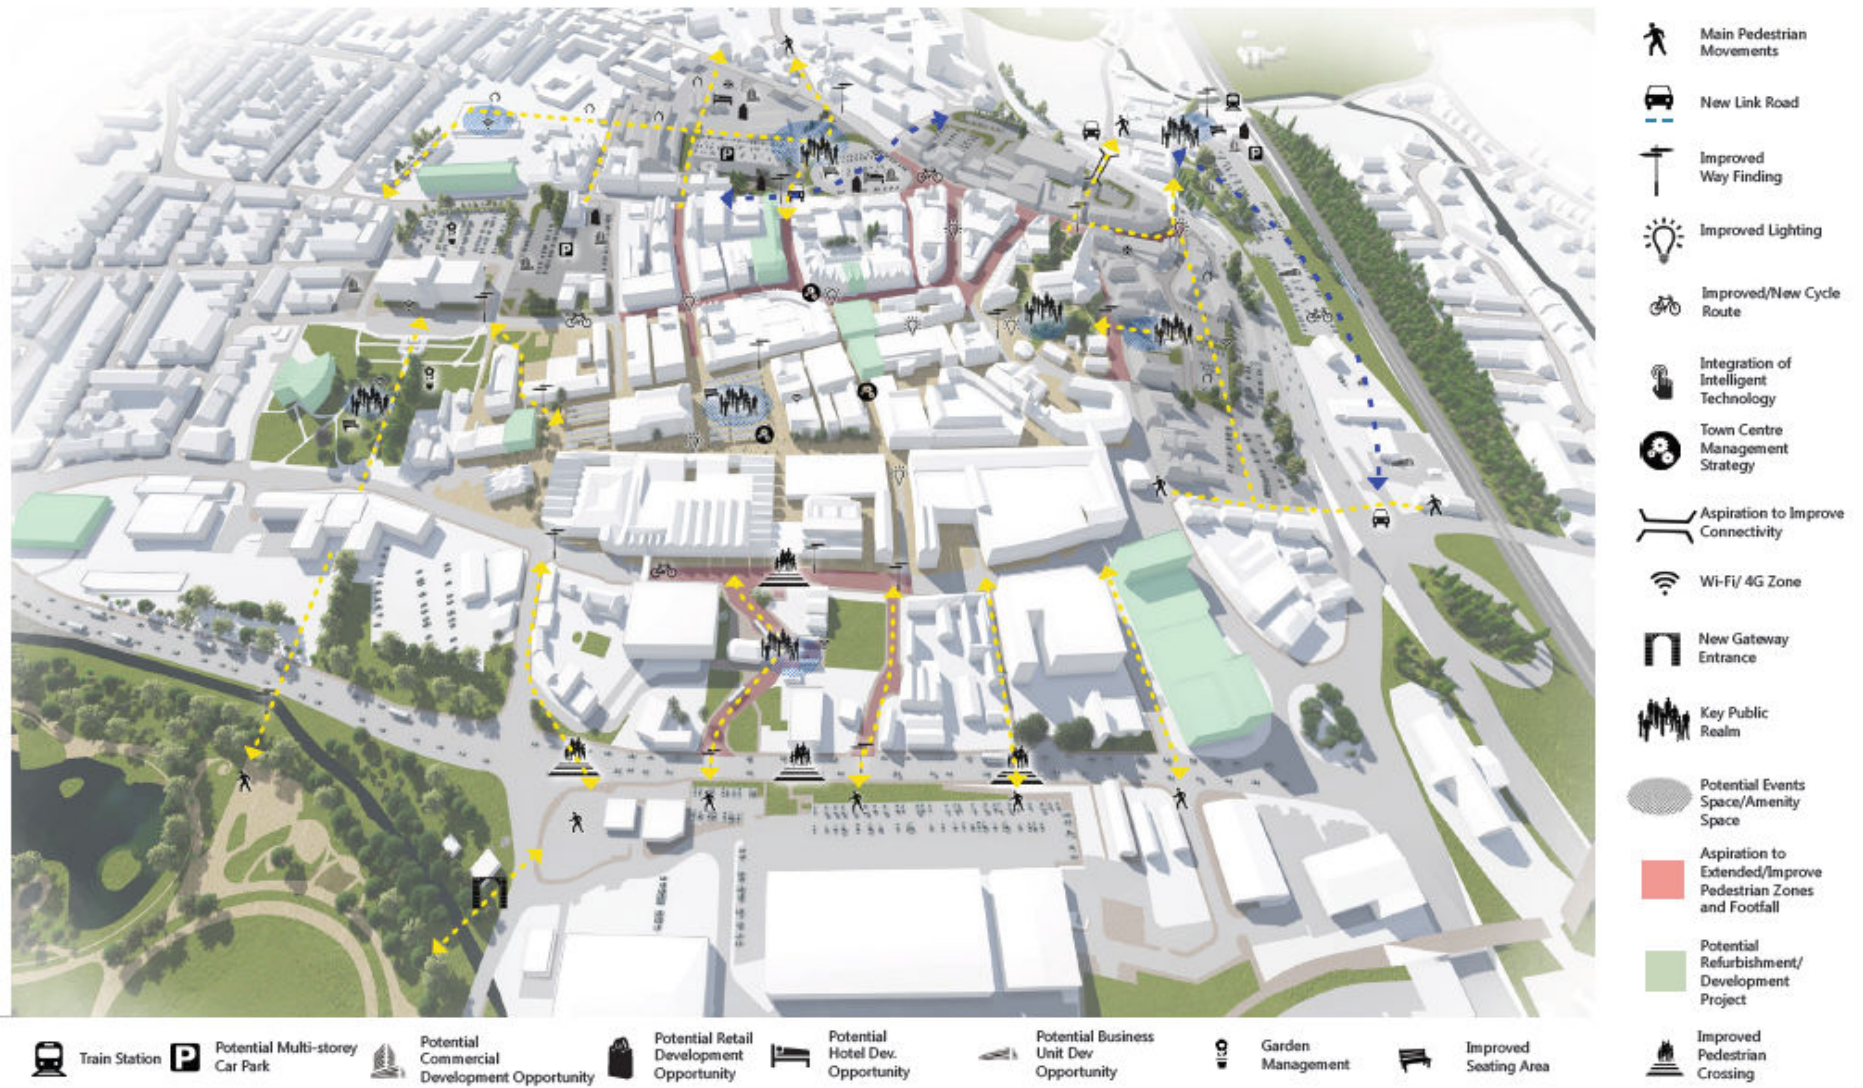 Main Pedestrian
Movements
New Link Road
Improved
Way Finding
Improved Lighting
Improved/New Cycle
Route
Integration of
Intelligent
Technology
Town Centre
Management
Strategy
Aspiration to Improve
Connectivity
Wi-Fi/ 4G Zone
New Gateway
Entrance
Key Public
Realm
Potential Events
Space/Amenity
Space
Aspiration to
Extended/Improve
Pedestrian Zones
and Footfall
Potential
Refurbishment/
Development
Project
Improved
Pedestrian
Crossing
Train Station
P
Potential Multi-storey
Car Park
Potential
Commercial
Development Opportunity
Potential Retail
Development
Opportunity
Potential
Hotel Dev.
Opportunity
Potential Business
Unit Dev
Opportunity
Garden
Management
Improved
Seating Area
P
P
P